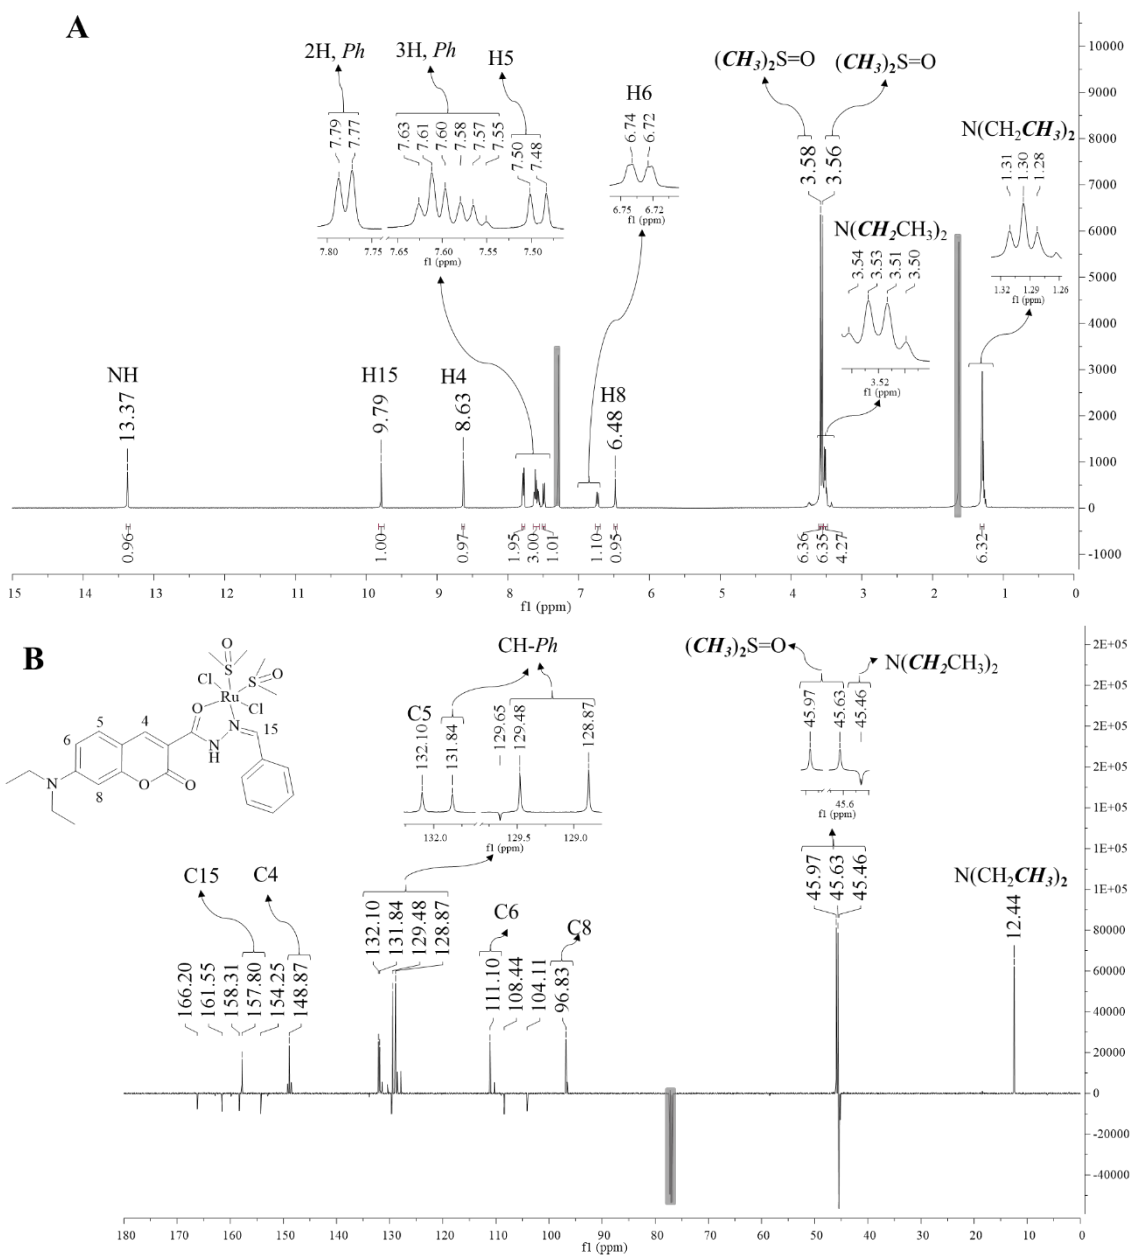 A
2H, Ph
3H, Ph
H5
H6
(CH3)2S=O
(CH3)2S=O
N(CH2CH3)2
7.79
7.77
7.63
7.61
7.60
7.58
7.57
7.55
7.50
7.48
6.74
6.72
3.58
3.56
1.31
1.30
1.28
7.80
7.75
7.65
7.60
7.50
f1 (ppm)
6.75
6.72
f1 (ppm)
N(CH2CH3)2
3.54
3.53
3.51
3.50
3.52
f1 (ppm)
1.32
1.29
1.26
f1 (ppm)
NH
13.37
H15
9.79
H4
8.63
H8
6.48
0.96
1.00
0.97
1.95
3.00
1.01
1.10
0.95
6.36
6.35
4.27
6.32
10000
9000
8000
7000
6000
5000
4000
3000
2000
1000
0
-1000
15 14 13 12 11 10 9 8 7 6 5 4 3 2 1 0
f1 (ppm)
B
O
S
Cl
S
O
Ru
Cl
O
N
15
5
4
6
N
H
N
8
O
O
CH-Ph
C5
132.10
131.84
129.65
129.48
128.87
132.0
129.5
129.0
f1 (ppm)
(CH3)2S=O
N(CH2CH3)2
45.97
45.63
45.46
45.6
f1 (ppm)
C15
C4
166.20
161.55
158.31
157.80
154.25
148.87
132.10
131.84
129.48
128.87
C6
111.10
108.44
104.11
C8
96.83
45.97
45.63
45.46
N(CH2CH3)2
12.44
2E+05
2E+05
2E+05
2E+05
1E+05
1E+05
1E+05
80000
60000
40000
20000
0
-20000
-40000
180 170 160 150 140 130 120 110 100 90 80 70 60 50 40 30 20 10 0
f1 (ppm)